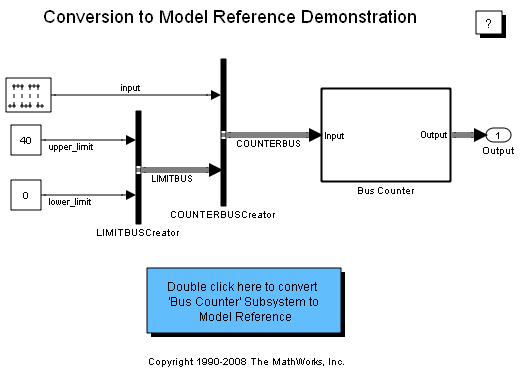 Conversion to Model Reference Demonstration
?
input
40
upper_limit
0
lower_limit
LIMITBUS
LIMITBUSCreator
COUNTERBUSCreator
COUNTERBUS
Input
Output
Bus Counter
1
Output
Double click here to convert
'Bus Counter' Subsystem to
Model Reference
Copyright 1990-2008 The MathWorks, Inc.